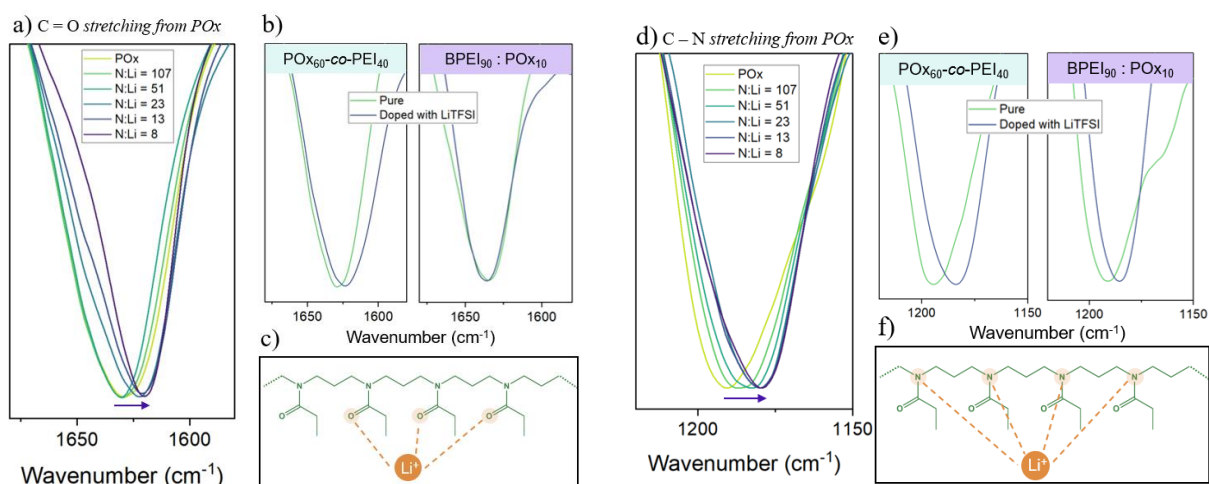 a) C = O stretching from POx
POx
N:Li = 107
N:Li = 51
N:Li = 23
N:Li = 13
N:Li = 8
1650
1600
Wavenumber (cm-1)
b)
POx60-co-PEI40
BPEI90 : POx10
Pure
Doped with LiTFSI
1650
1600
1650
1600
Wavenumber (cm-1)
c)
N
N
N
N
O
O
O
O
Li+
d) C – N stretching from POx
POx
N:Li = 107
N:Li = 51
N:Li = 23
N:Li = 13
N:Li = 8
1200
1150
Wavenumber (cm-1)
e)
POx60-co-PEI40
BPEI90 : POx10
Pure
Doped with LiTFSI
1200
1150
1200
1150
Wavenumber (cm-1)
f)
N
N
N
N
O
O
O
O
Li+